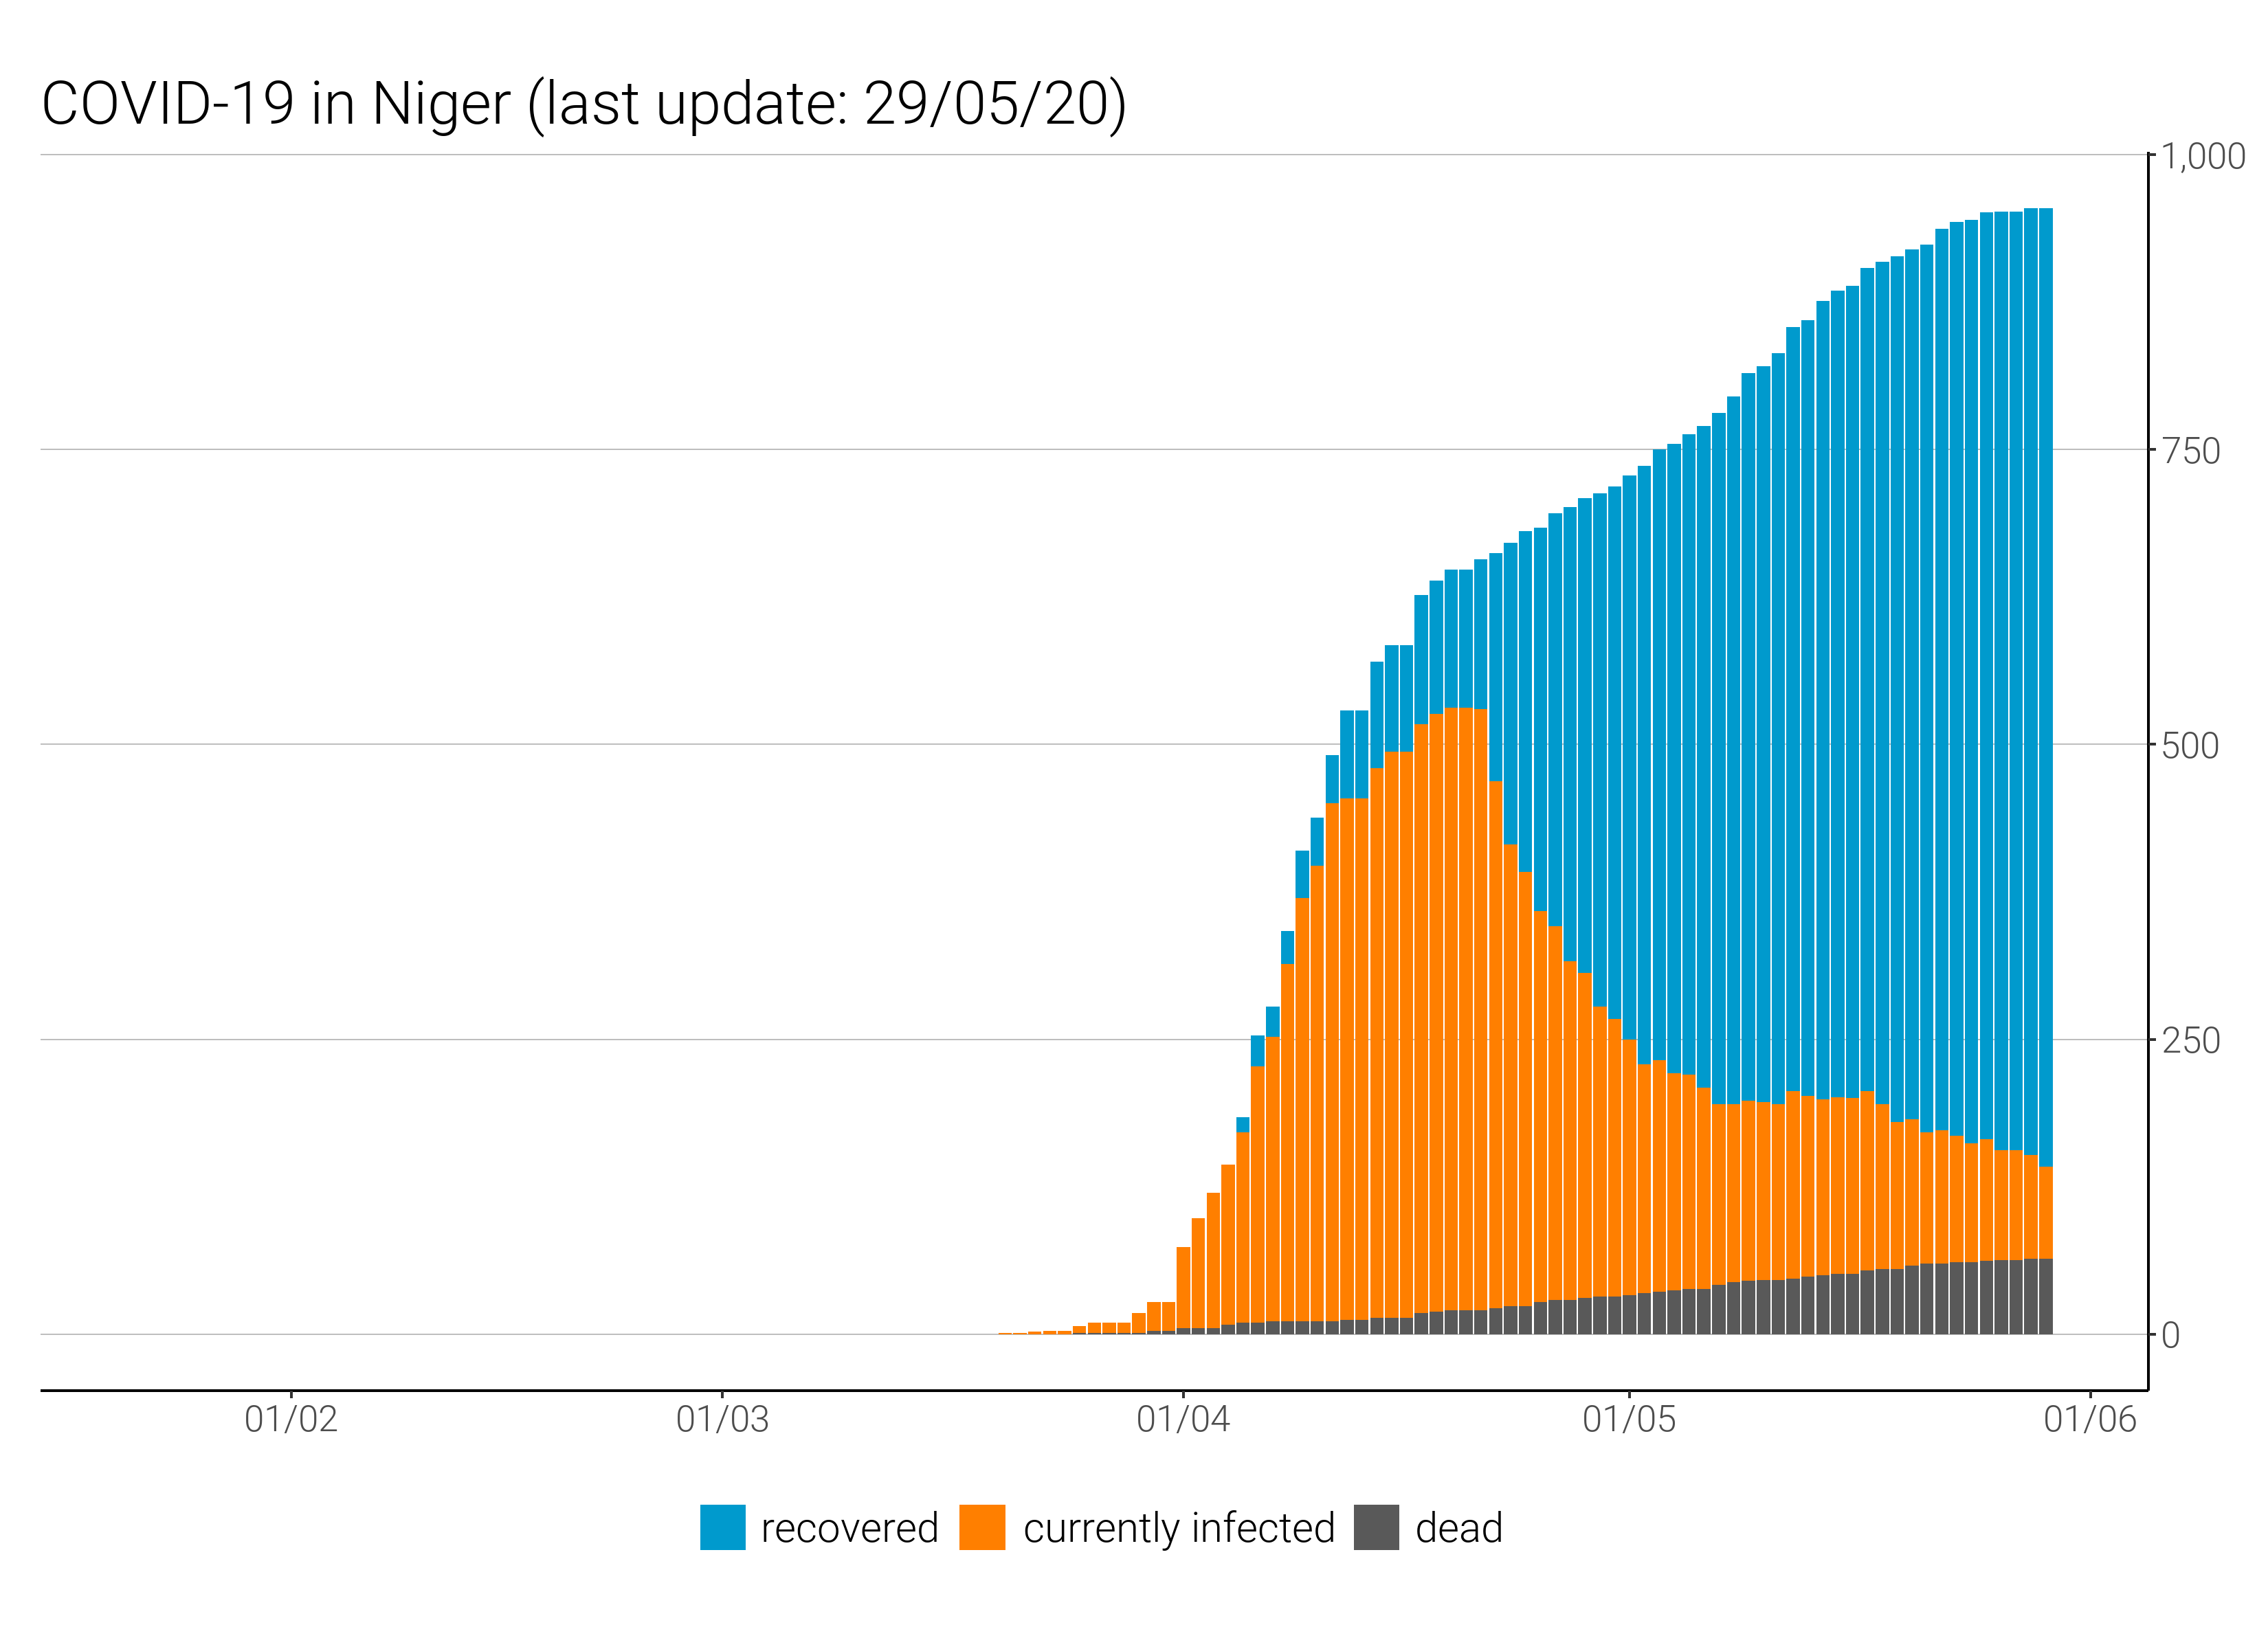 COVID-19 in Niger (last update: 29/05/20)
1,000
750
500
250
0
01/02 01/03 01/04 01/05 01/06
recovered currently infected dead